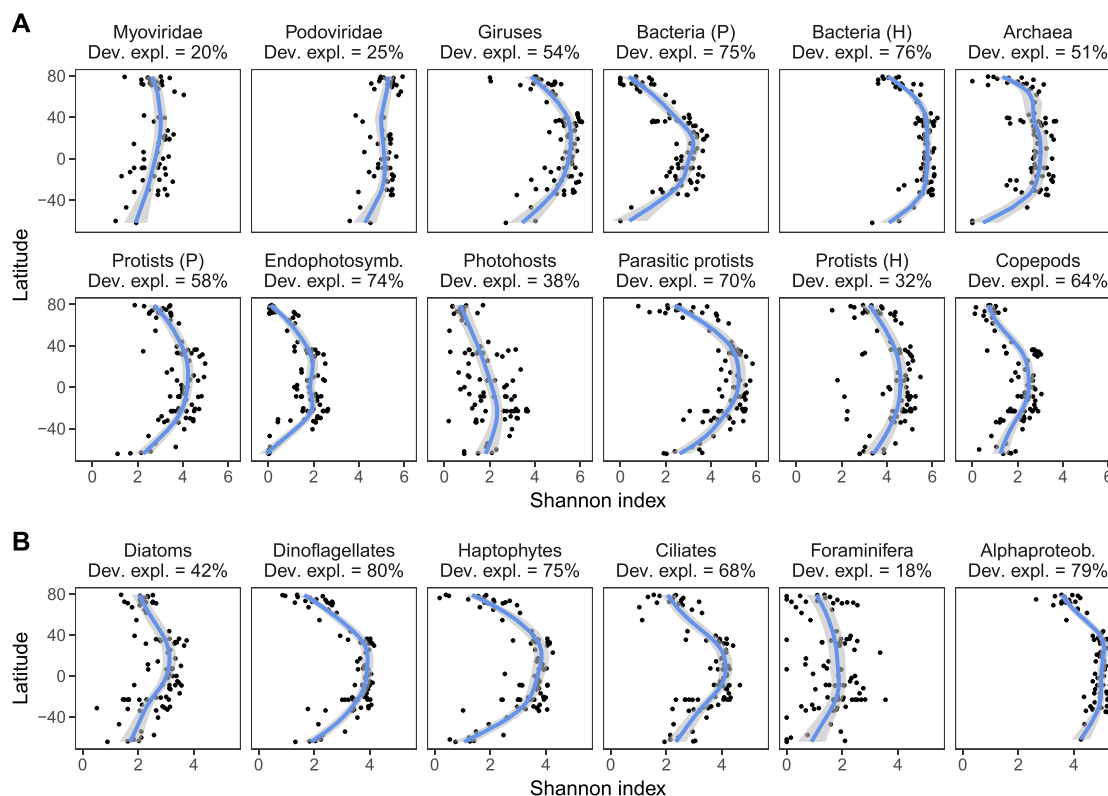 A
Myoviridae Podoviridae Giruses Bacteria (P) Bacteria (H) Archaea
Dev. expl. = 20% Dev. expl. = 25% Dev. expl. = 54% Dev. expl. = 75% Dev. expl. = 76% Dev. expl. = 51%
80
40
0
−40
Latitude
Protists (P) Endophotosymb. Photohosts Parasitic protists Protists (H) Copepods
Dev. expl. = 58% Dev. expl. = 74% Dev. expl. = 38% Dev. expl. = 70% Dev. expl. = 32% Dev. expl. = 64%
80
40
0
−40
0 2 4 6 0 2 4 6 0 2 4 6 0 2 4 6 0 2 4 6 0 2 4 6
Shannon index
B
Diatoms Dinoflagellates Haptophytes Ciliates Foraminifera Alphaproteob.
Dev. expl. = 42% Dev. expl. = 80% Dev. expl. = 75% Dev. expl. = 68% Dev. expl. = 18% Dev. expl. = 79%
80
40
0
−40
Latitude
0 2 4 0 2 4 0 2 4 0 2 4 0 2 4 0 2 4
Shannon index